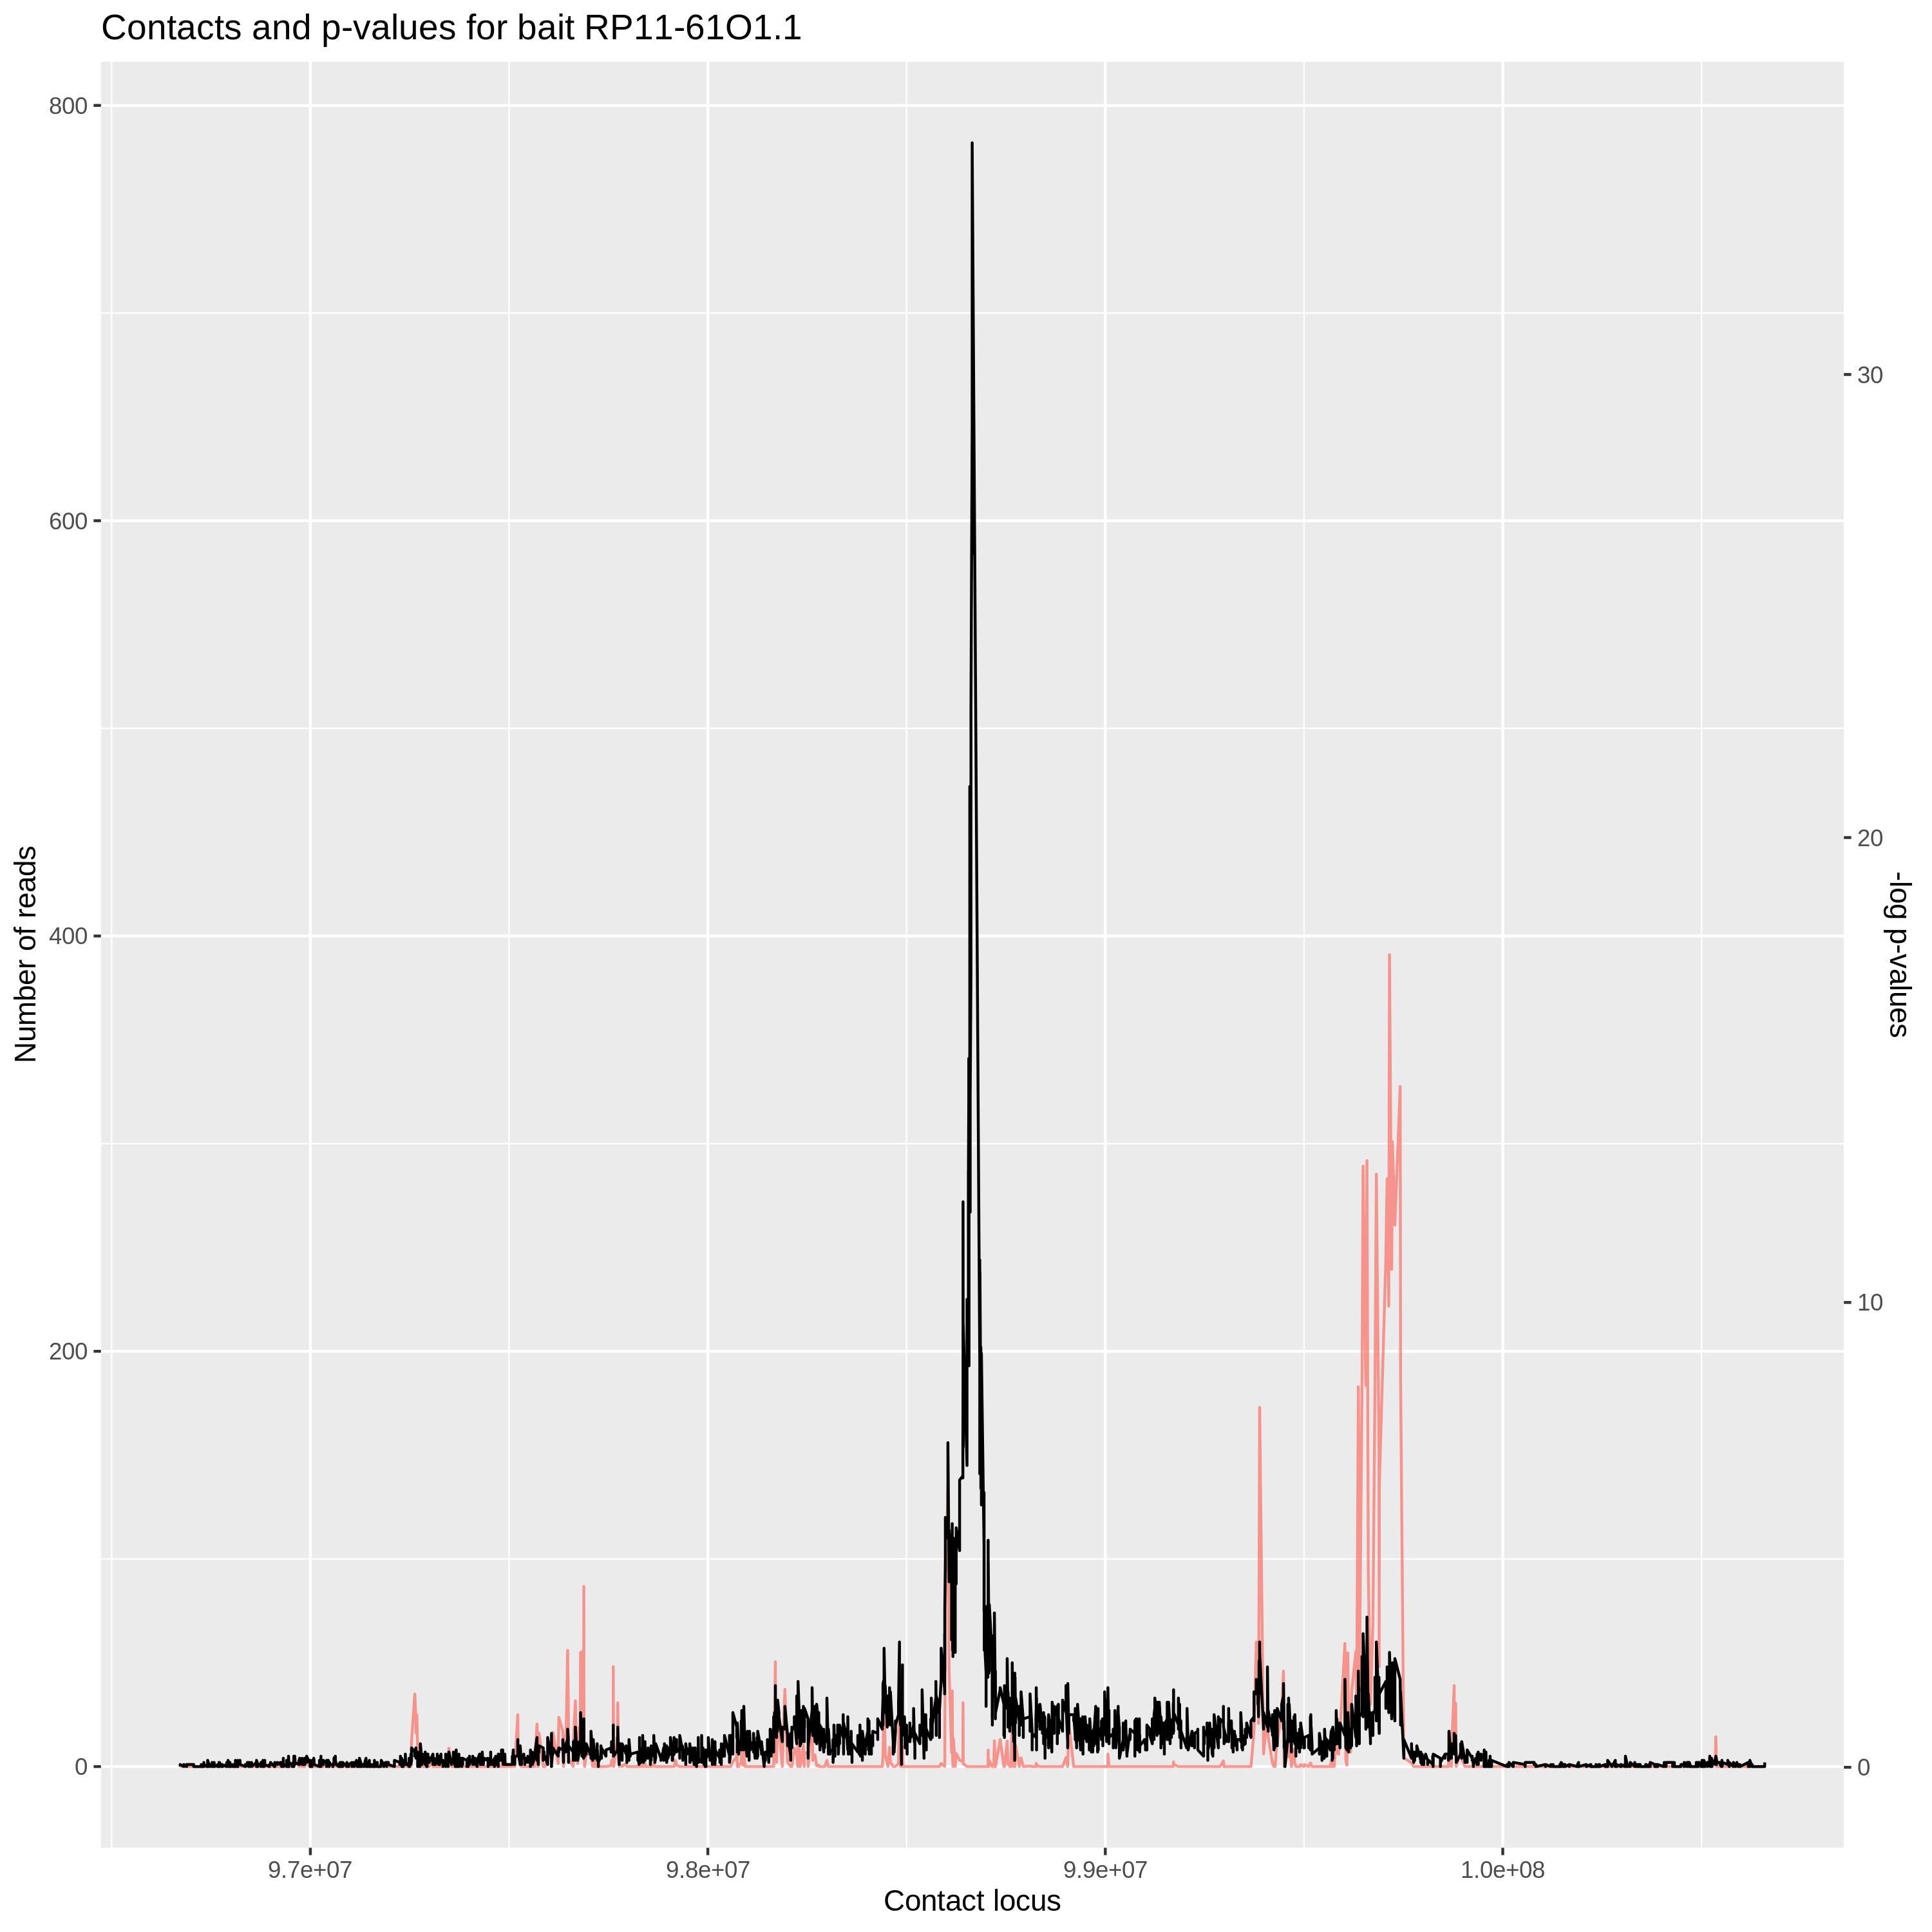 Contacts and p-values for bait RP11-61O1.1
800
600
400
200
0
30
20
10
0
Number of reads
-log p-values
9.7e+07
9.8e+07
9.9e+07
1.0e+08
Contact locus